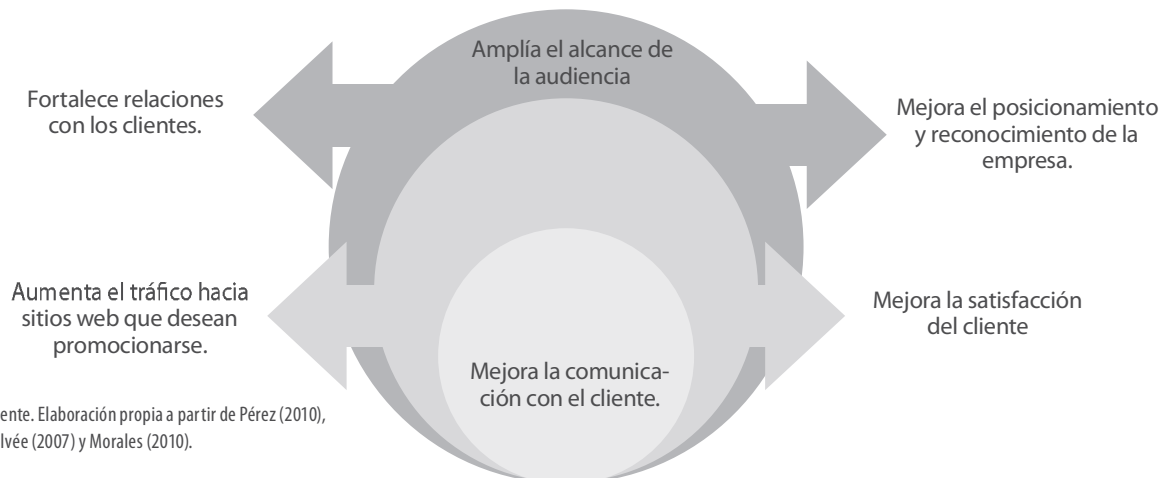 Amplía el alcance de
la audiencia
Fortalece relaciones
con los clientes.
Mejora el posicionamiento
y reconocimiento de la
empresa.
Aumenta el tráfico hacia
sitios web que desean
promocionarse.
Mejora la satisfacción
del cliente
Mejora la comunica-
ción con el cliente.
ente. Elaboración propia a partir de Pérez (2010),
lvée (2007) y Morales (2010).